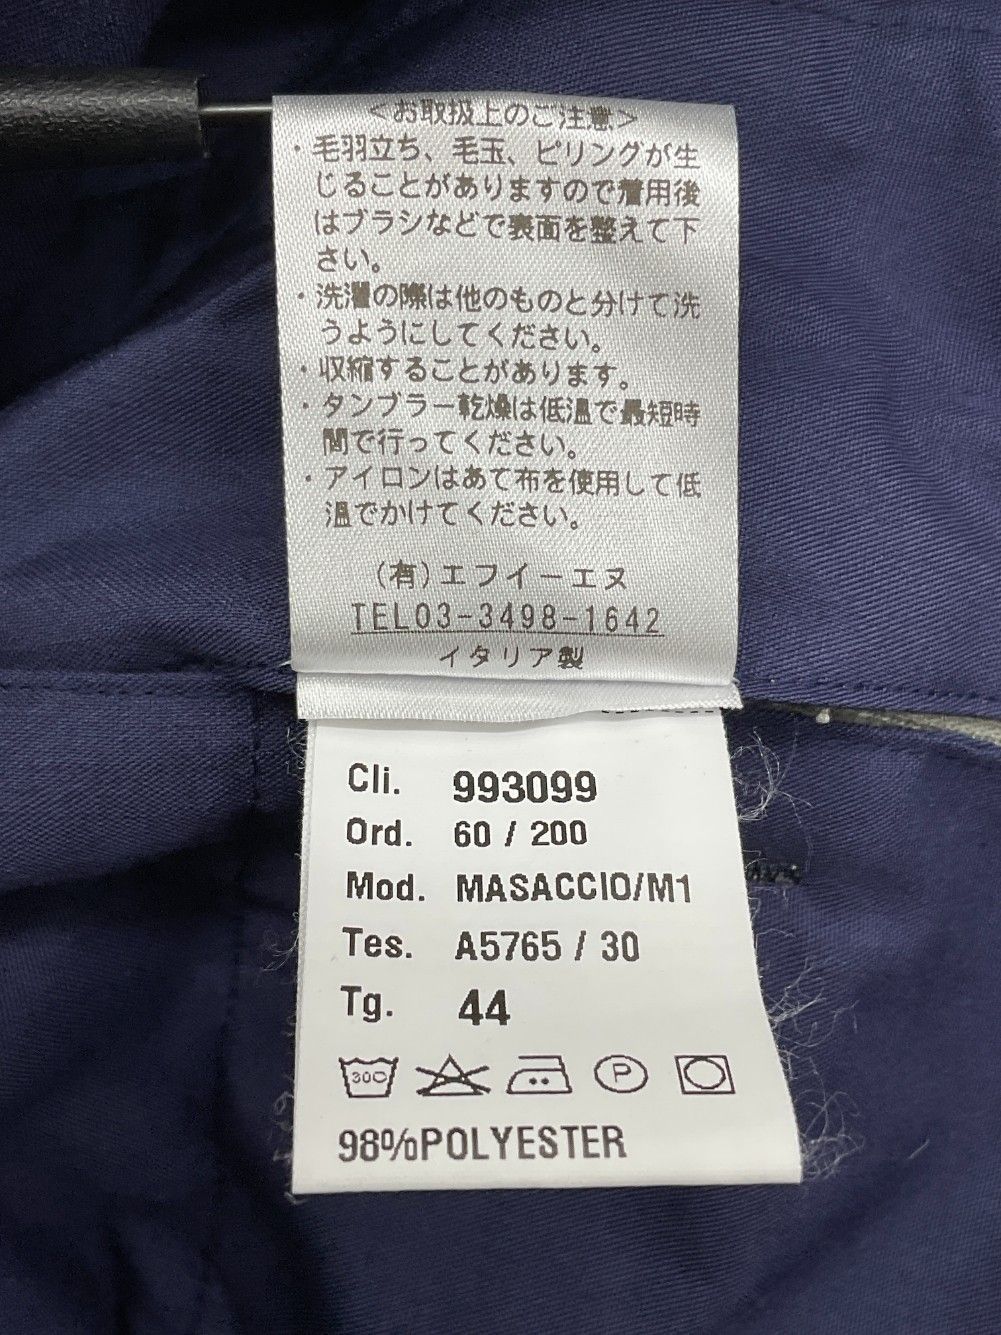 ＜お取扱上のご注意＞
・毛羽立ち、毛玉、ピリングが生
じることがありますので着用後
はブラシなどで表面を整えて下
さい。
・洗濯の際は他のものと分けて洗
うようにしてください。
・収縮することがあります。
・タンブラー乾燥は低温で最短時
間で行ってください。
・アイロンはあて布を使用して低
温でかけてください。
(有)エフイーエヌ
TEL03-3498-1642
イタリア製
Cli. 993099
Ord. 60 / 200
Mod. MASACCIO/M1
Tes. A5765 / 30
Tg. 44
30C P
98%POLYESTER